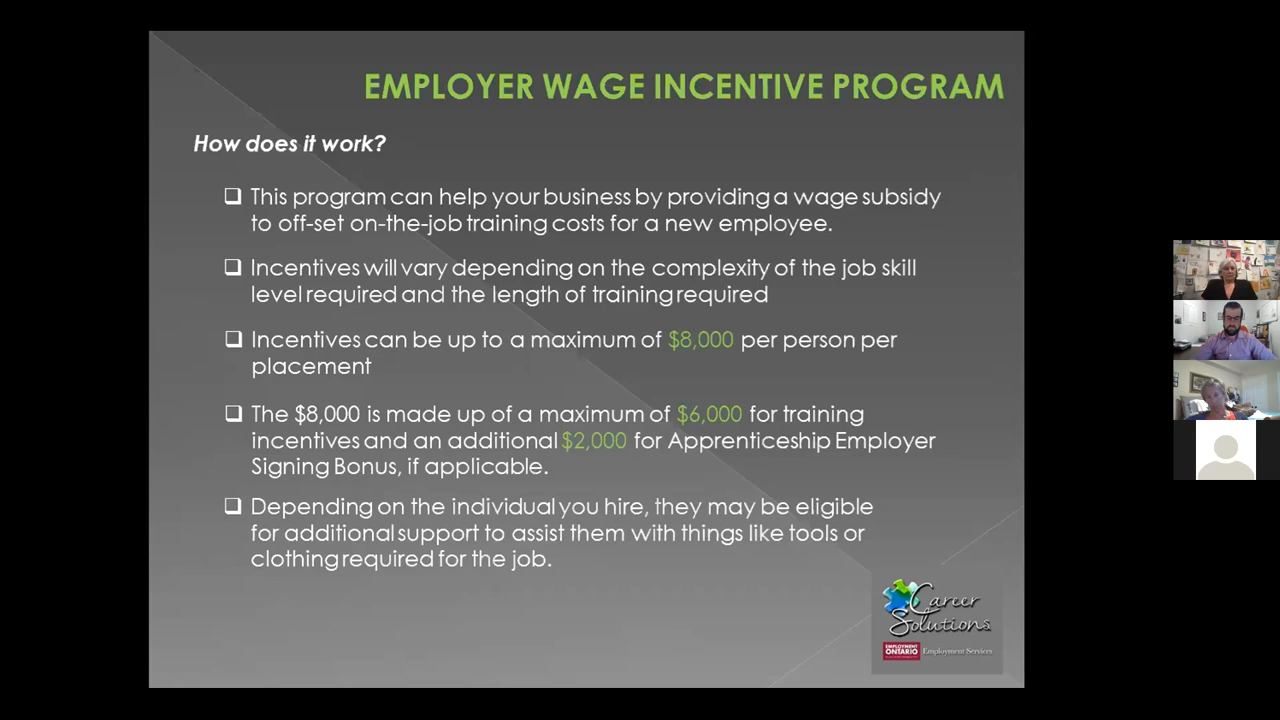 EMPLOYER WAGE INCENTIVE PROGRAM
How does it work?
This program can help your business by providing a wage subsidy
to off-set on-the-job training costs for a new employee.
Incentives will vary depending on the complexity of the job skill
level required and the length of training required
Incentives can be up to a maximum of $8,000 per person per
placement
The $8,000 is made up of a maximum of $6,000 for training
incentives and an additional $2,000 for Apprenticeship Employer
Signing Bonus, if applicable.
Depending on the individual you hire, they may be eligible
for additional support to assist them with things like tools or
clothing required for the job.
Career
Solutions
EMPLOYMENT
ONTARIO
Employment Services